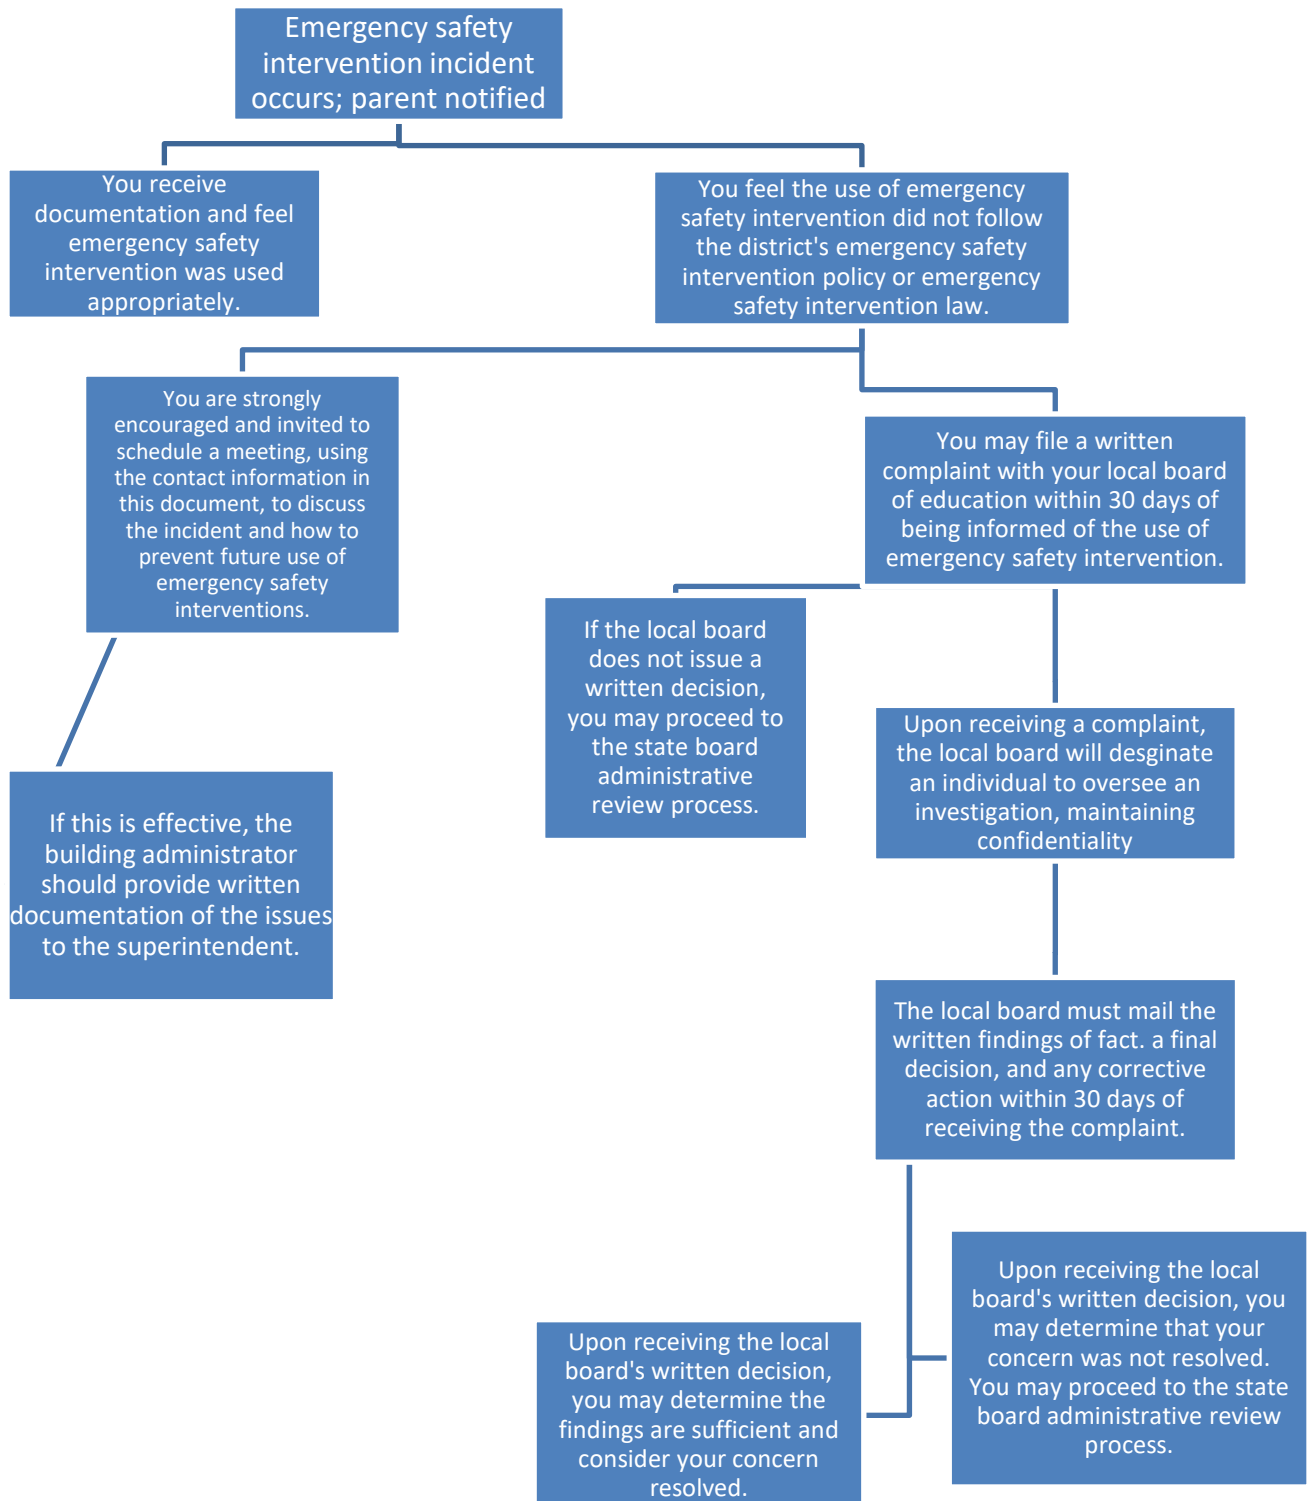 Emergency safety
intervention incident
occurs; parent notified
You receive
documentation and feel
emergency safety
intervention was used
appropriately.
You feel the use of emergency
safety intervention did not follow
the district's emergency safety
intervention policy or emergency
safety intervention law.
You are strongly
encouraged and invited to
schedule a meeting, using
the contact information in
this document, to discuss
the incident and how to
prevent future use of
emergency safety
interventions.
You may file a written
complaint with your local board
of education within 30 days of
being informed of the use of
emergency safety intervention.
If the local board
does not issue a
written decision,
you may proceed to
the state board
administrative
review process.
Upon receiving a complaint,
the local board will desginate
an individual to oversee an
investigation, maintaining
confidentiality
If this is effective, the
building administrator
should provide written
documentation of the issues
to the superintendent.
The local board must mail the
written findings of fact. a final
decision, and any corrective
action within 30 days of
receiving the complaint.
Upon receiving the local
board's written decision, you
may determine that your
concern was not resolved.
You may proceed to the state
board administrative review
process.
Upon receiving the local
board's written decision,
you may determine the
findings are sufficient and
consider your concern
resolved.